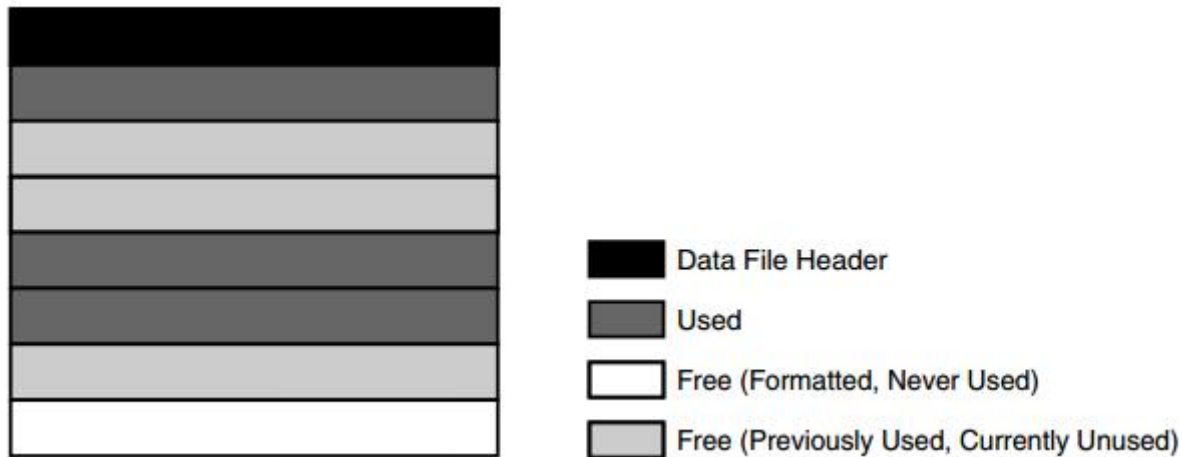 Data File Header
Used
Free (Formatted, Never Used)
Free (Previously Used, Currently Unused)